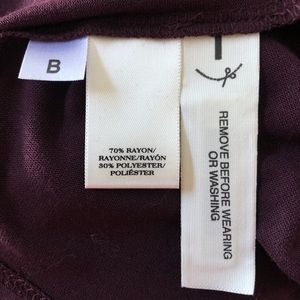 B
70% RAYON/
RAYONNE/RAYÓN
30% POLYESTER/
POLIÉSTER
REMOVE BEFORE WEARING
OR WASHING